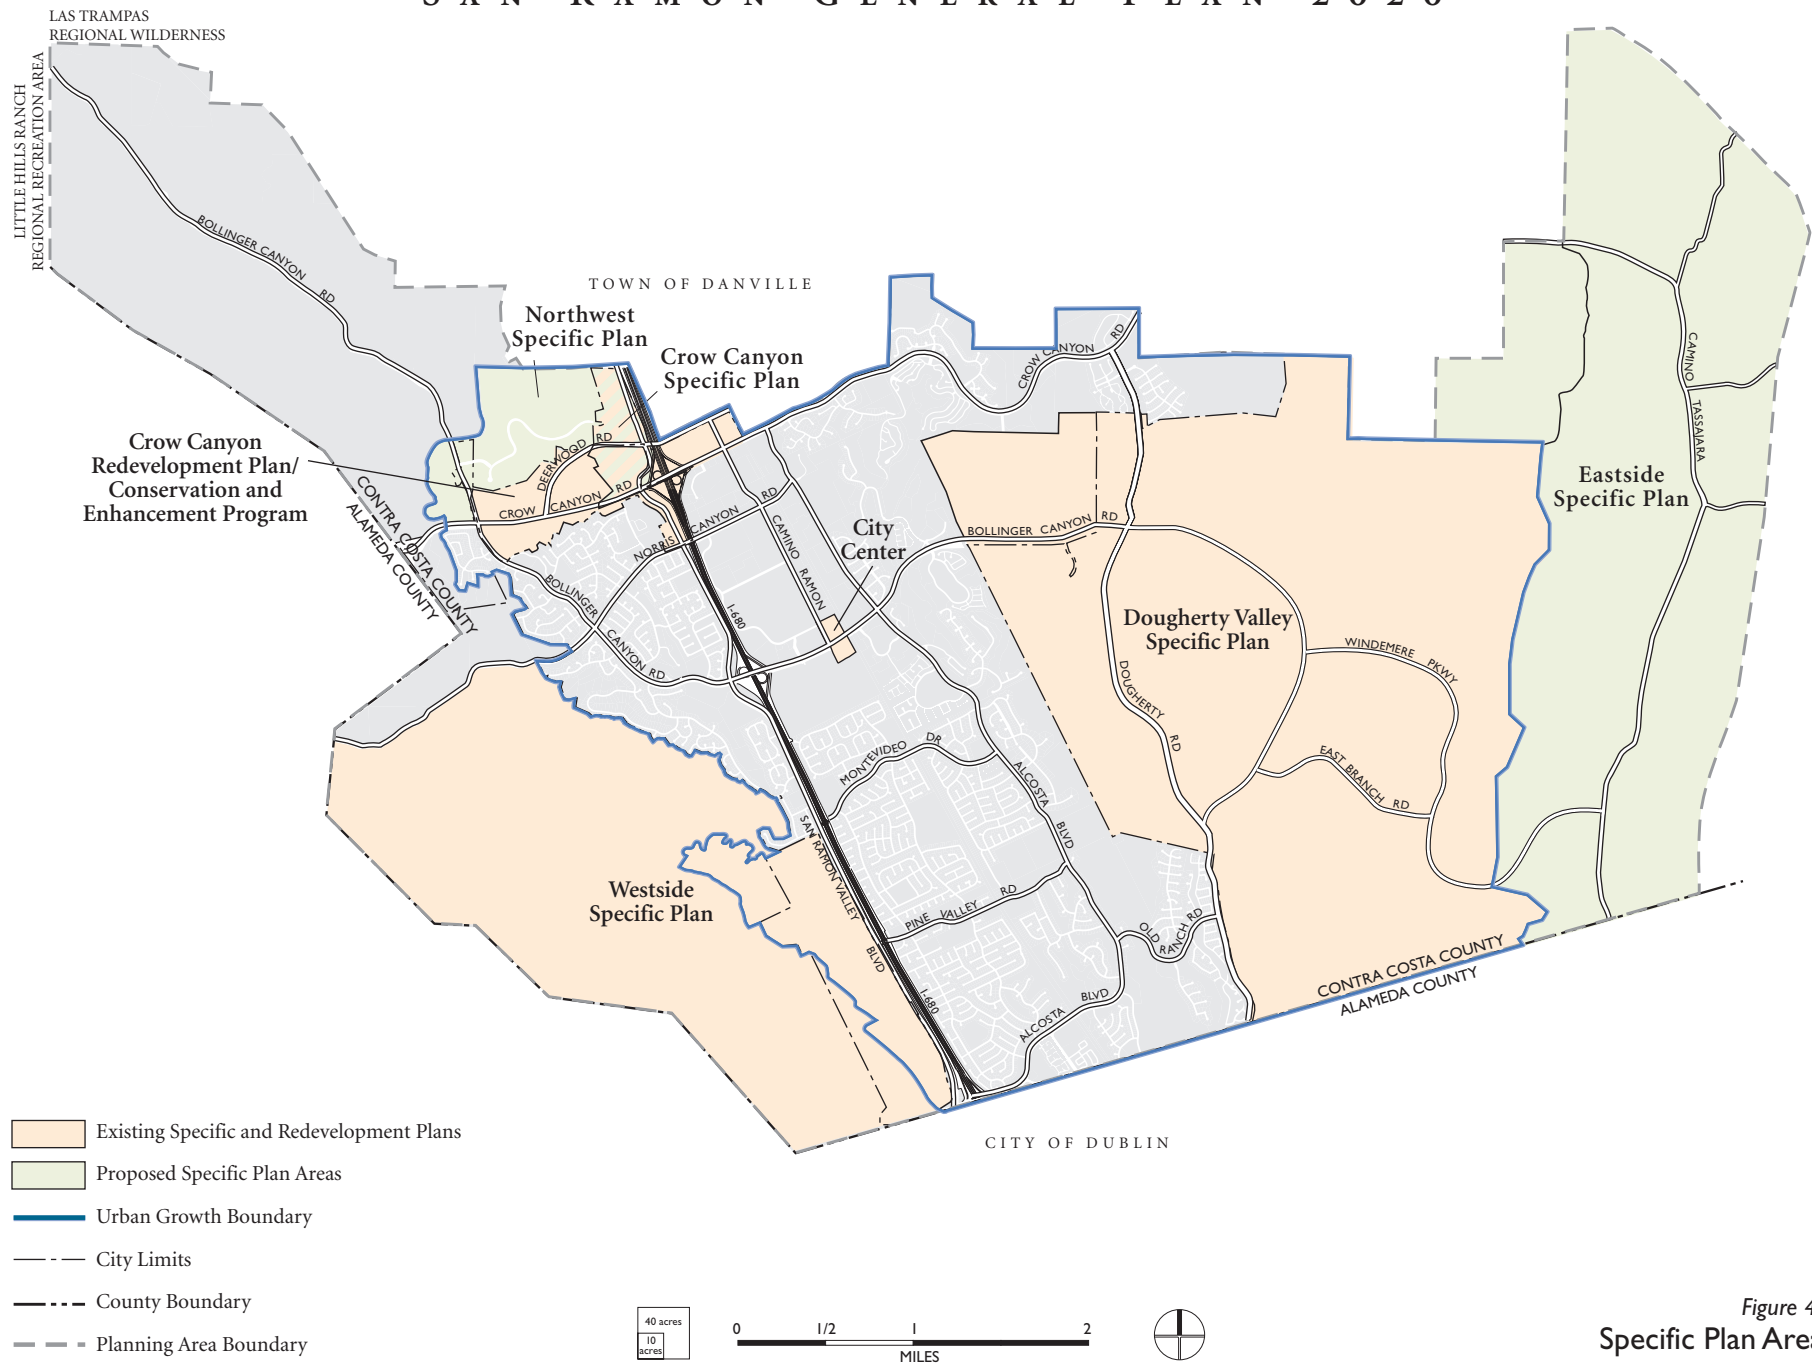 SAN RAMON GENERAL PLAN 2020
LAS TRAMPAS
REGIONAL WILDERNESS
LITTLE HILLS RANCH
REGIONAL RECREATION AREA
BOLLINGER CANYON RD
TOWN OF DANVILLE
Northwest
Specific Plan
Crow Canyon
Specific Plan
CROW CANYON RD
Crow Canyon
Redevelopment Plan/
Conservation and
Enhancement Program
DEERWOOD RD
CROW CANYON RD
CONTRA COSTA COUNTY
ALAMEDA COUNTY
NORRIS CANYON RD
CAMINO RAMON
City
Center
BOLLINGER CANYON RD
CAMINO TASSAJARA
Eastside
Specific Plan
BOLLINGER CANYON RD
I-680
Dougherty Valley
Specific Plan
WINDEMERE PKWY
DOUGHERTY RD
EAST BRANCH RD
MONTEVIDEO DR
ALCOSTA BLVD
SAN RAMON VALLEY BLVD
Westside
Specific Plan
PINE VALLEY RD
OLD RANCH RD
I-680
ALCOSTA BLVD
CONTRA COSTA COUNTY
ALAMEDA COUNTY
CITY OF DUBLIN
Existing Specific and Redevelopment Plans
Proposed Specific Plan Areas
Urban Growth Boundary
City Limits
County Boundary
Planning Area Boundary
40 acres
10
acres
0 1/2 1 2
MILES
Figure 4
Specific Plan Area